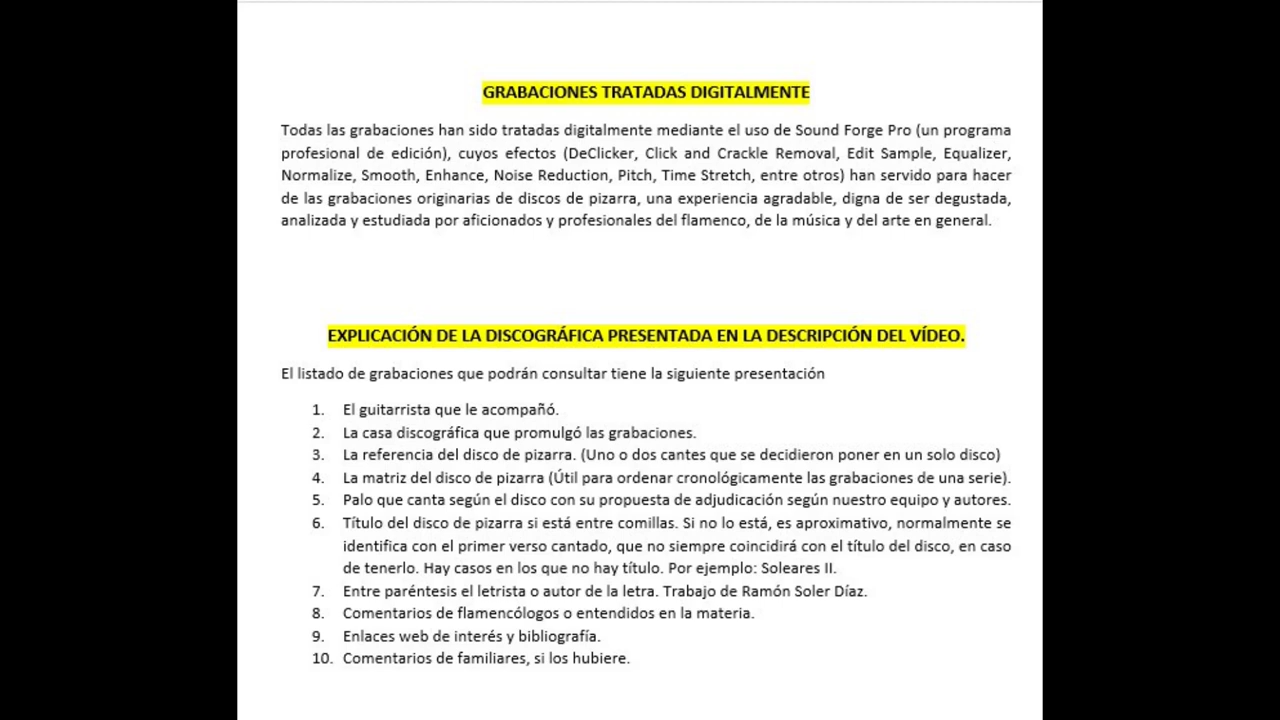 GRABACIONES TRATADAS DIGITALMENTE
Todas las grabaciones han sido tratadas digitalmente mediante el uso de Sound Forge Pro (un programa
profesional de edición), cuyos efectos (DeClicker, Click and Crackle Removal, Edit Sample, Equalizer,
Normalize, Smooth, Enhance, Noise Reduction, Pitch, Time Stretch, entre otros) han servido para hacer
de las grabaciones originarias de discos de pizarra, una experiencia agradable, digna de ser degustada,
analizada y estudiada por aficionados y profesionales del flamenco, de la música y del arte en general.
EXPLICACIÓN DE LA DISCOGRÁFICA PRESENTADA EN LA DESCRIPCIÓN DEL VÍDEO.
El listado de grabaciones que podrán consultar tiene la siguiente presentación
1. El guitarrista que le acompañó.
2. La casa discográfica que promulgó las grabaciones.
3. La referencia del disco de pizarra. (Uno o dos cantes que se decidieron poner en un solo disco)
4. La matriz del disco de pizarra (Útil para ordenar cronológicamente las grabaciones de una serie).
5. Palo que canta según el disco con su propuesta de adjudicación según nuestro equipo y autores.
6. Título del disco de pizarra si está entre comillas. Si no lo está, es aproximativo, normalmente se
identifica con el primer verso cantado, que no siempre coincidirá con el título del disco, en caso
de tenerlo. Hay casos en los que no hay título. Por ejemplo: Soleares II.
7. Entre paréntesis el letrista o autor de la letra. Trabajo de Ramón Soler Díaz.
8. Comentarios de flamencólogos o entendidos en la materia.
9. Enlaces web de interés y bibliografía.
10. Comentarios de familiares, si los hubiere.